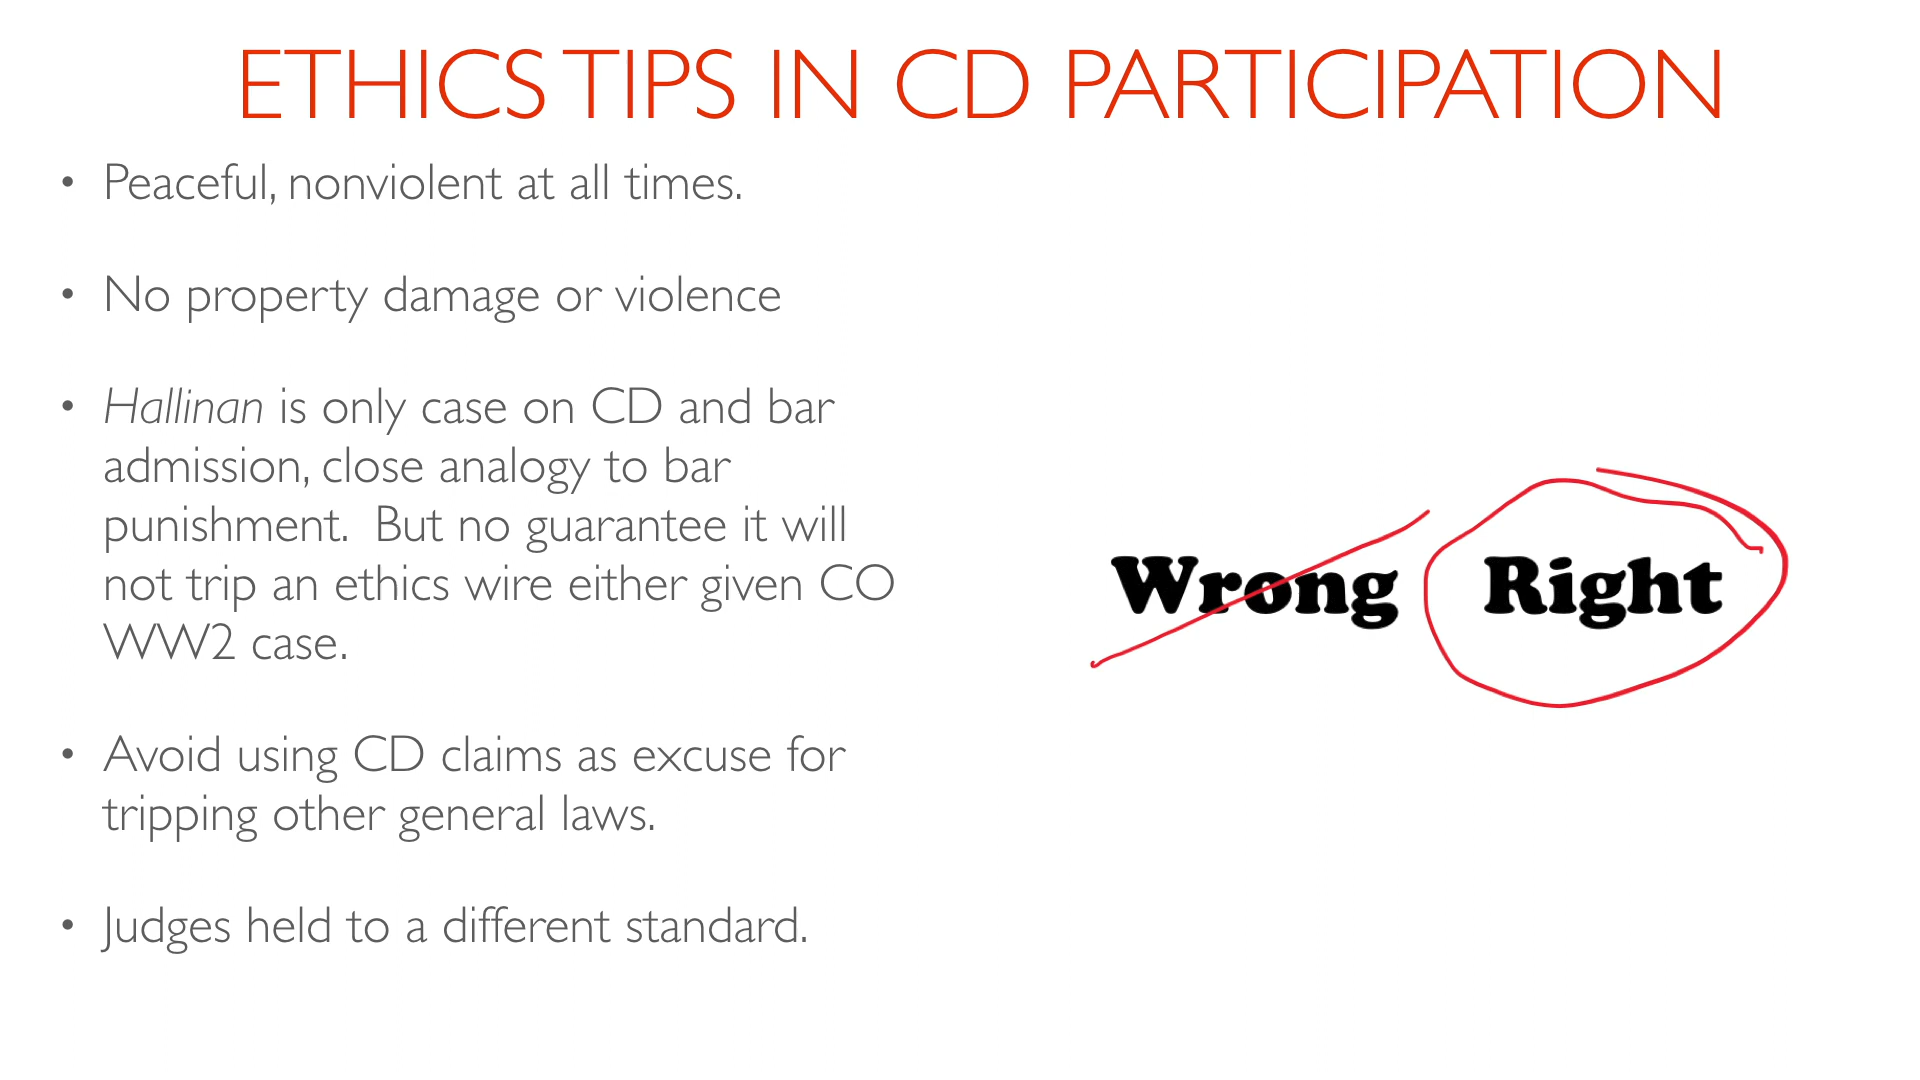 ETHICS TIPS IN CD PARTICIPATION
• Peaceful, nonviolent at all times.
• No property damage or violence
• Hallinan is only case on CD and bar
admission, close analogy to bar
punishment.  But no guarantee it will
not trip an ethics wire either given CO
WW2 case.
• Avoid using CD claims as excuse for
tripping other general laws.
• Judges held to a different standard.
Wrong Right